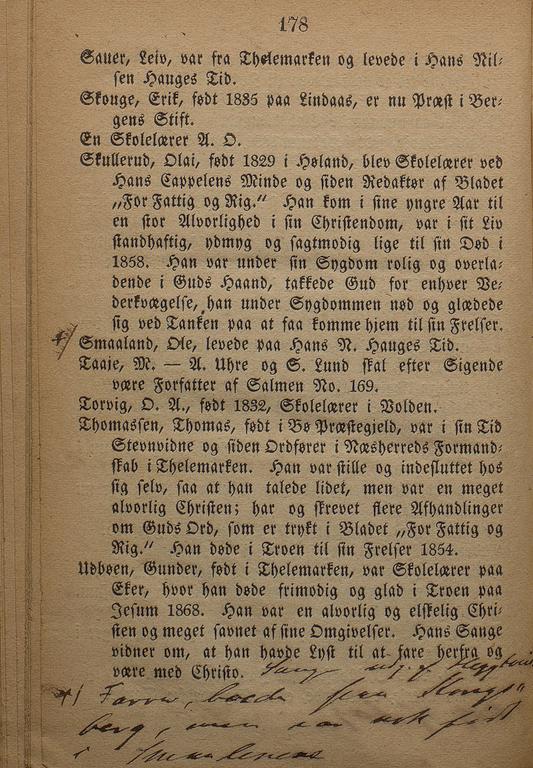 178
Sauer, Leiv, var fra Thelemarken og levede i Hans Nil-
sen Hauges Tid.
Skouge, Erik, født 1835 paa Lindaas, er nu Præst i Ber-
gens Stift.
En Skolelærer A. O.
Skullerud, Olai, født 1829 i Høland, blev Skolelærer ved
Hans Cappelens Minde og siden Redaktør af Bladet
„For Fattig og Rig.“ Han kom i sine yngre Aar til
en stor Alvorlighed i sin Christendom, var i sit Liv
standhaftig, ydmyg og sagtmodig lige til sin Død i
1858. Han var under sin Sygdom rolig og overla-
dende i Guds Haand, takkede Gud for enhver Ve-
derkvægelse, han under Sygdommen nød og glædede
sig ved Tanken paa at faa komme hjem til sin Frelser.
Smaaland, Ole, levede paa Hans N. Hauges Tid.
Taaje, M. — A. Uhre og S. Lund skal efter Sigende
være Forfatter af Salmen No. 169.
Torvig, O. A., født 1832, Skolelærer i Volden.
Thomassen, Thomas, født i Bø Præstegjeld, var i sin Tid
Stevnvidne og siden Ordfører i Næsherreds Formand-
skab i Thelemarken. Han var stille og indesluttet hos
sig selv, saa at han talede lidet, men var en meget
alvorlig Christen; har og skrevet flere Afhandlinger
om Guds Ord, som er trykt i Bladet „For Fattig og
Rig.“ Han døde i Troen til sin Frelser 1854.
Udbøen, Gunder, født i Thelemarken, var Skolelærer paa
Eker, hvor han døde frimodig og glad i Troen paa
Jesum 1868. Han var en alvorlig og elskelig Chri-
sten og meget savnet af sine Omgivelser. Hans Sange
vidner om, at han havde Lyst til at fare herfra og
være med Christo. Sange udg. f.
boede paa Kongs"
berg, men var nok født
i Smaalenene